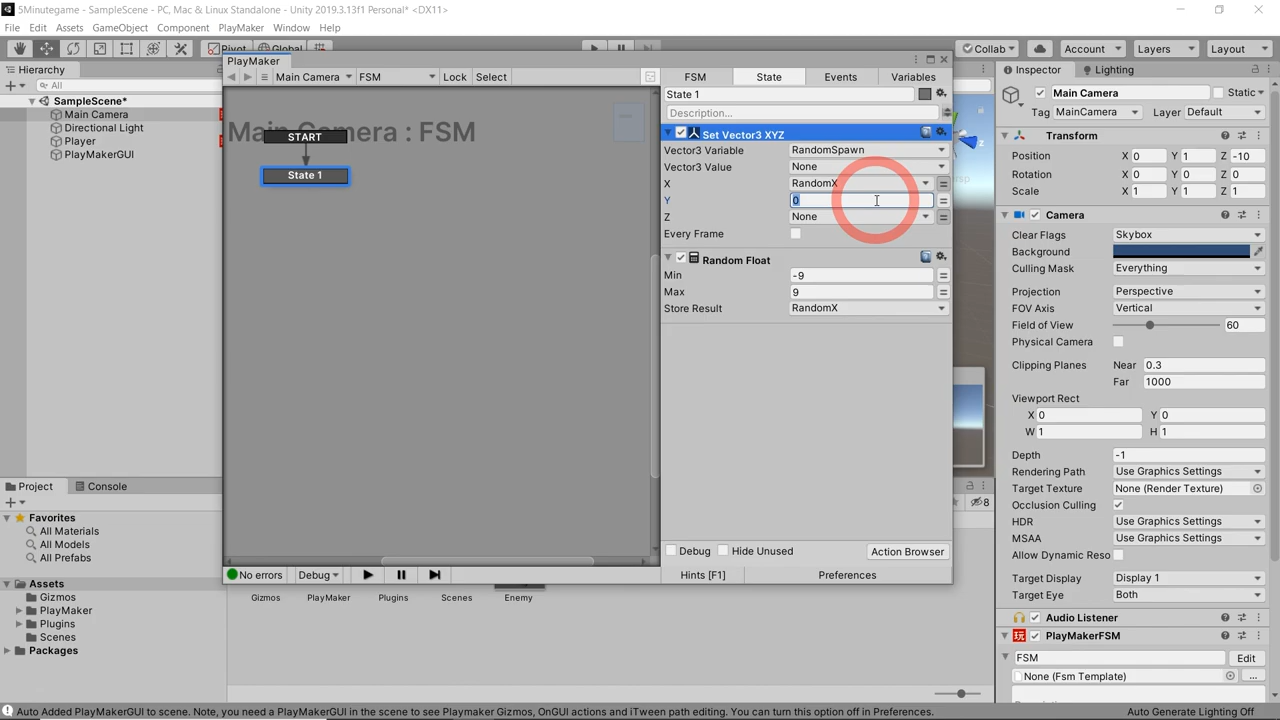 5Minutegame - SampleScene - PC, Mac & Linux Standalone - Unity 2019.3.13f1 Personal* <DX11>
File Edit Assets GameObject Component PlayMaker Window Help
Pivot Global Collab Account Layers Layout
Hierarchy
All
SampleScene*
Main Camera
Directional Light
Player
PlayMakerGUI
PlayMaker
Main Camera FSM Lock Select
Main Camera : FSM
START
State 1
FSM State Events Variables
State 1
Description...
Set Vector3 XYZ
Vector3 Variable RandomSpawn
Vector3 Value None
X RandomX
Y 0
Z None
Every Frame
Random Float
Min -9
Max 9
Store Result RandomX
Debug Hide Unused Action Browser
No errors Debug Hints [F1] Preferences
Inspector Lighting
Main Camera Static
Tag MainCamera Layer Default
Transform
Position X 0 Y 1 Z -10
Rotation X 0 Y 0 Z 0
Scale X 1 Y 1 Z 1
Camera
Clear Flags Skybox
Background
Culling Mask Everything
Projection Perspective
FOV Axis Vertical
Field of View 60
Physical Camera
Clipping Planes Near 0.3
Far 1000
Viewport Rect
X 0 Y 0
W 1 H 1
Depth -1
Rendering Path Use Graphics Settings
Target Texture None (Render Texture)
Occlusion Culling
HDR Use Graphics Settings
MSAA Use Graphics Settings
Allow Dynamic Reso
Target Display Display 1
Target Eye Both
Audio Listener
PlayMakerFSM
FSM Edit
None (Fsm Template) ...
Project Console
8
Favorites
All Materials
All Models
All Prefabs
Assets
Gizmos
PlayMaker
Plugins
Scenes
Packages
Gizmos PlayMaker Plugins Scenes Enemy
Auto Added PlayMakerGUI to scene. Note, you need a PlayMakerGUI in the scene to see Playmaker Gizmos, OnGUI actions and iTween path editing. You can turn this option off in Preferences.
Auto Generate Lighting Off